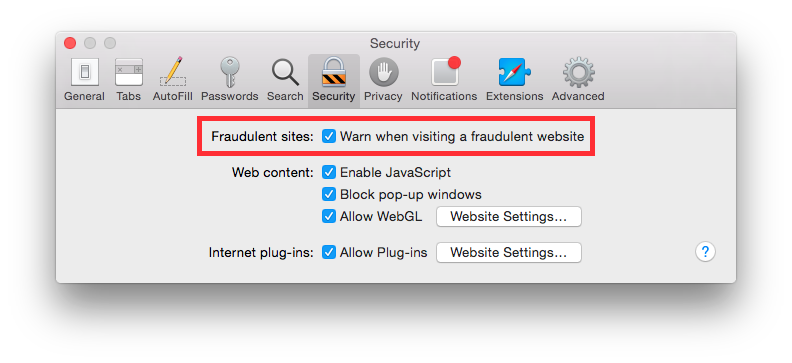 Security
General Tabs AutoFill Passwords Search Security Privacy Notifications Extensions Advanced
Fraudulent sites: Warn when visiting a fraudulent website
Web content: Enable JavaScript
Block pop-up windows
Allow WebGL Website Settings...
Internet plug-ins: Allow Plug-ins Website Settings... ?